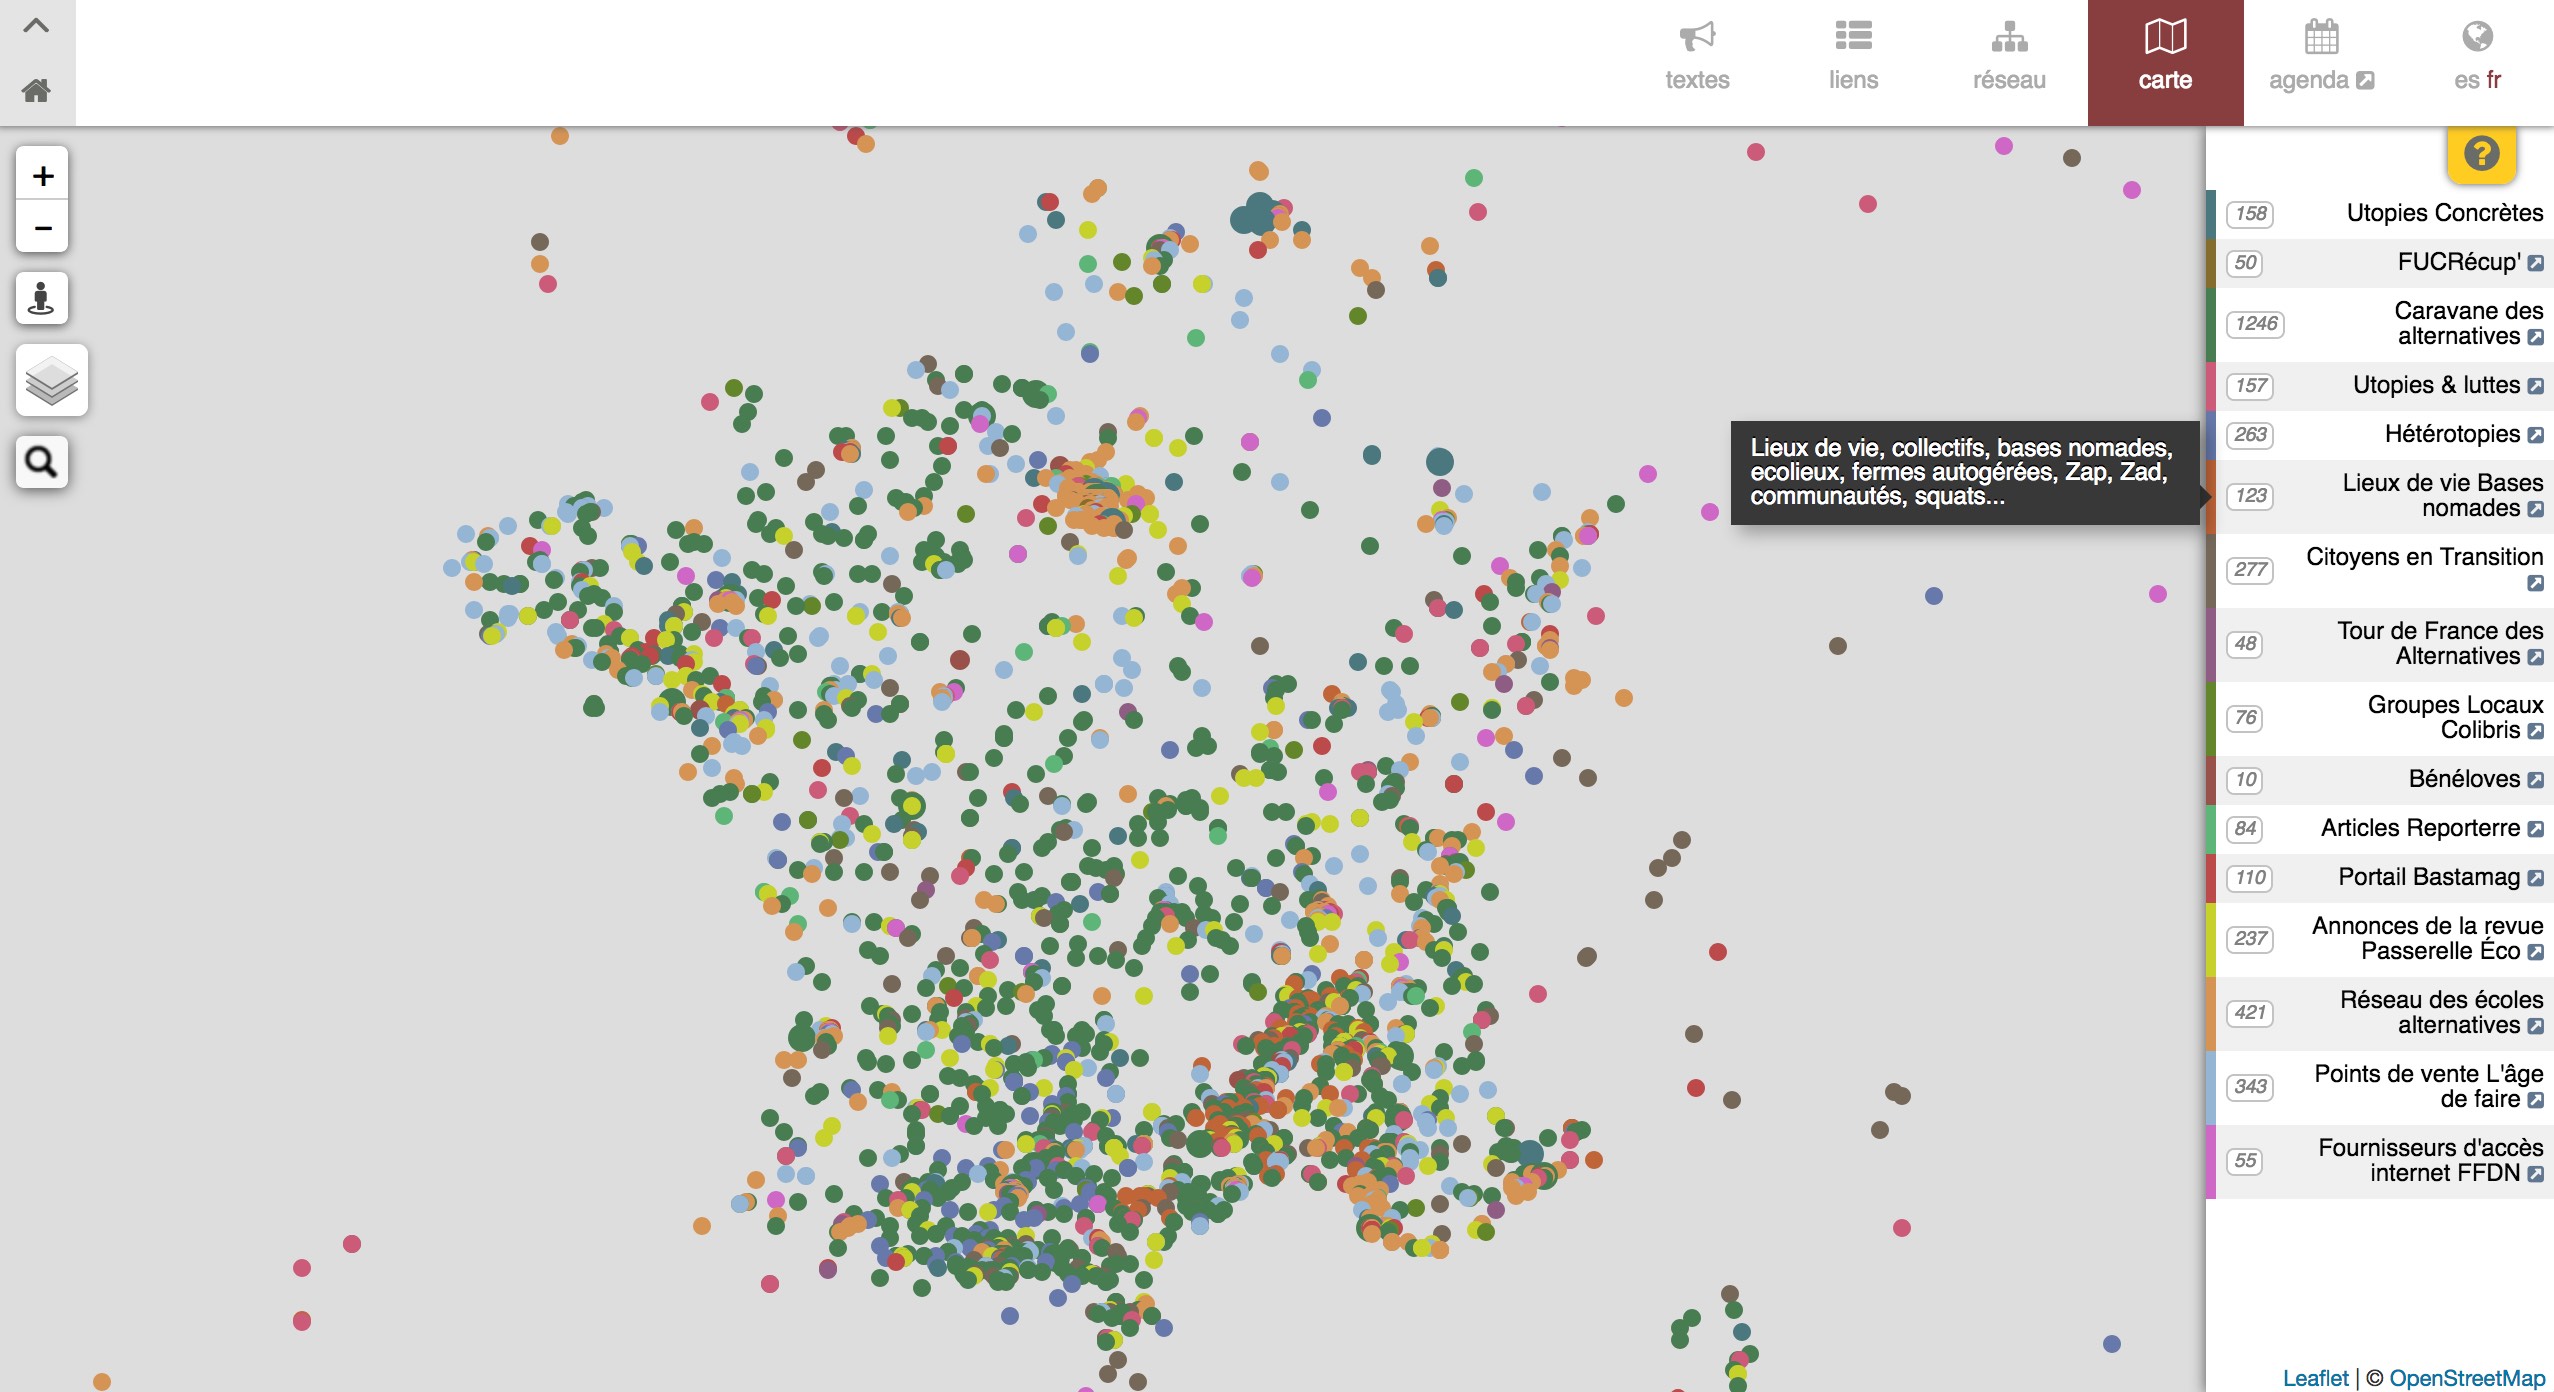 textes
liens
réseau
carte
agenda
es fr
+
−
?
158 Utopies Concrètes
50 FUCRécup'
1246 Caravane des
alternatives
157 Utopies & luttes
263 Hétérotopies
Lieux de vie, collectifs, bases nomades,
ecolieux, fermes autogérées, Zap, Zad,
communautés, squats...
123 Lieux de vie Bases
nomades
277 Citoyens en Transition
48 Tour de France des
Alternatives
76 Groupes Locaux
Colibris
10 Bénéloves
84 Articles Reporterre
110 Portail Bastamag
237 Annonces de la revue
Passerelle Éco
421 Réseau des écoles
alternatives
343 Points de vente L'âge
de faire
55 Fournisseurs d'accès
internet FFDN
Leaflet | © OpenStreetMap